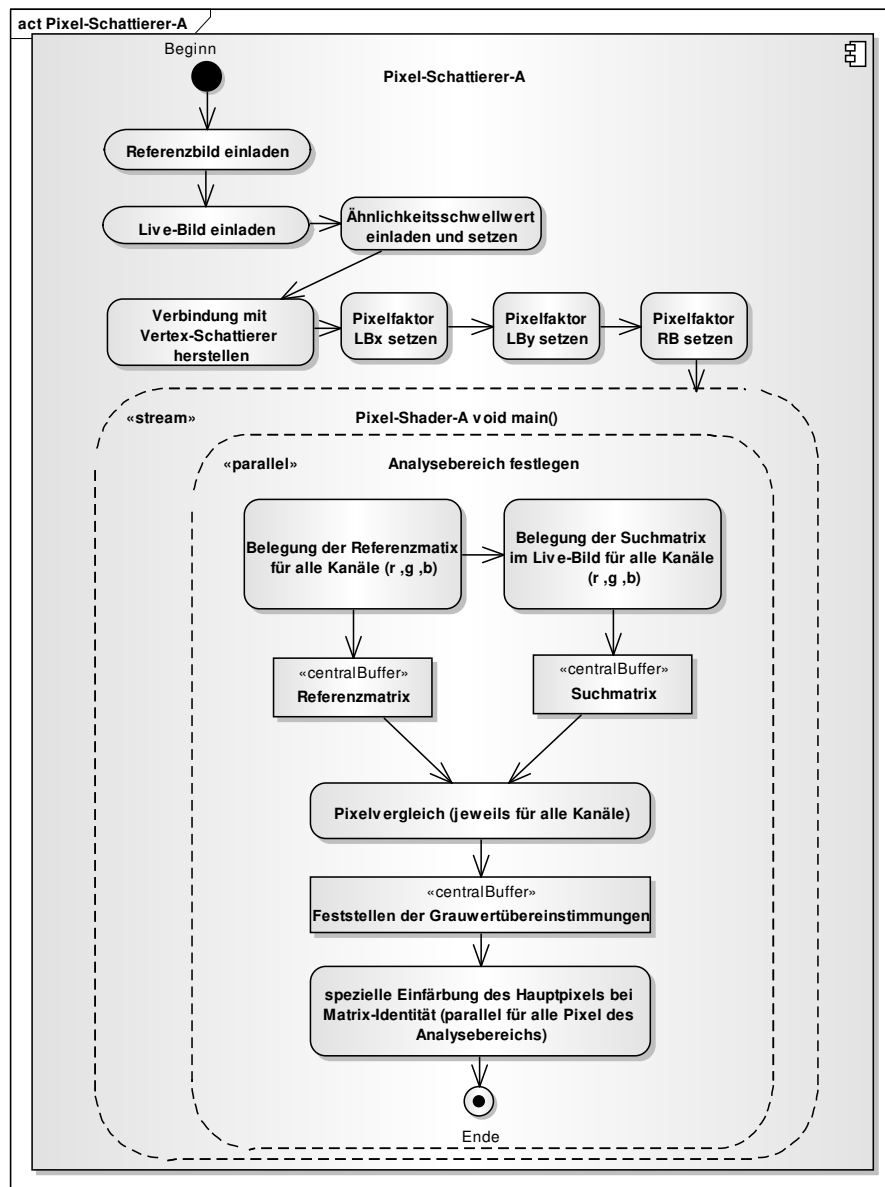 act Pixel-Schattierer-A
Beginn
Pixel-Schattierer-A
Referenzbild einladen
Live-Bild einladen
Ähnlichkeitsschwellwert
einladen und setzen
Verbindung mit
Vertex-Schattierer
herstellen
Pixelfaktor
LBx setzen
Pixelfaktor
LBy setzen
Pixelfaktor
RB setzen
«stream»
Pixel-Shader-A void main()
«parallel»
Analysebereich festlegen
Belegung der Referenzmatix
für alle Kanäle (r ,g ,b)
Belegung der Suchmatrix
im Live-Bild für alle Kanäle
(r ,g ,b)
«centralBuffer»
Referenzmatrix
«centralBuffer»
Suchmatrix
Pixelvergleich (jeweils für alle Kanäle)
«centralBuffer»
Feststellen der Grauwertübereinstimmungen
spezielle Einfärbung des Hauptpixels bei
Matrix-Identität (parallel für alle Pixel des
Analysebereichs)
Ende